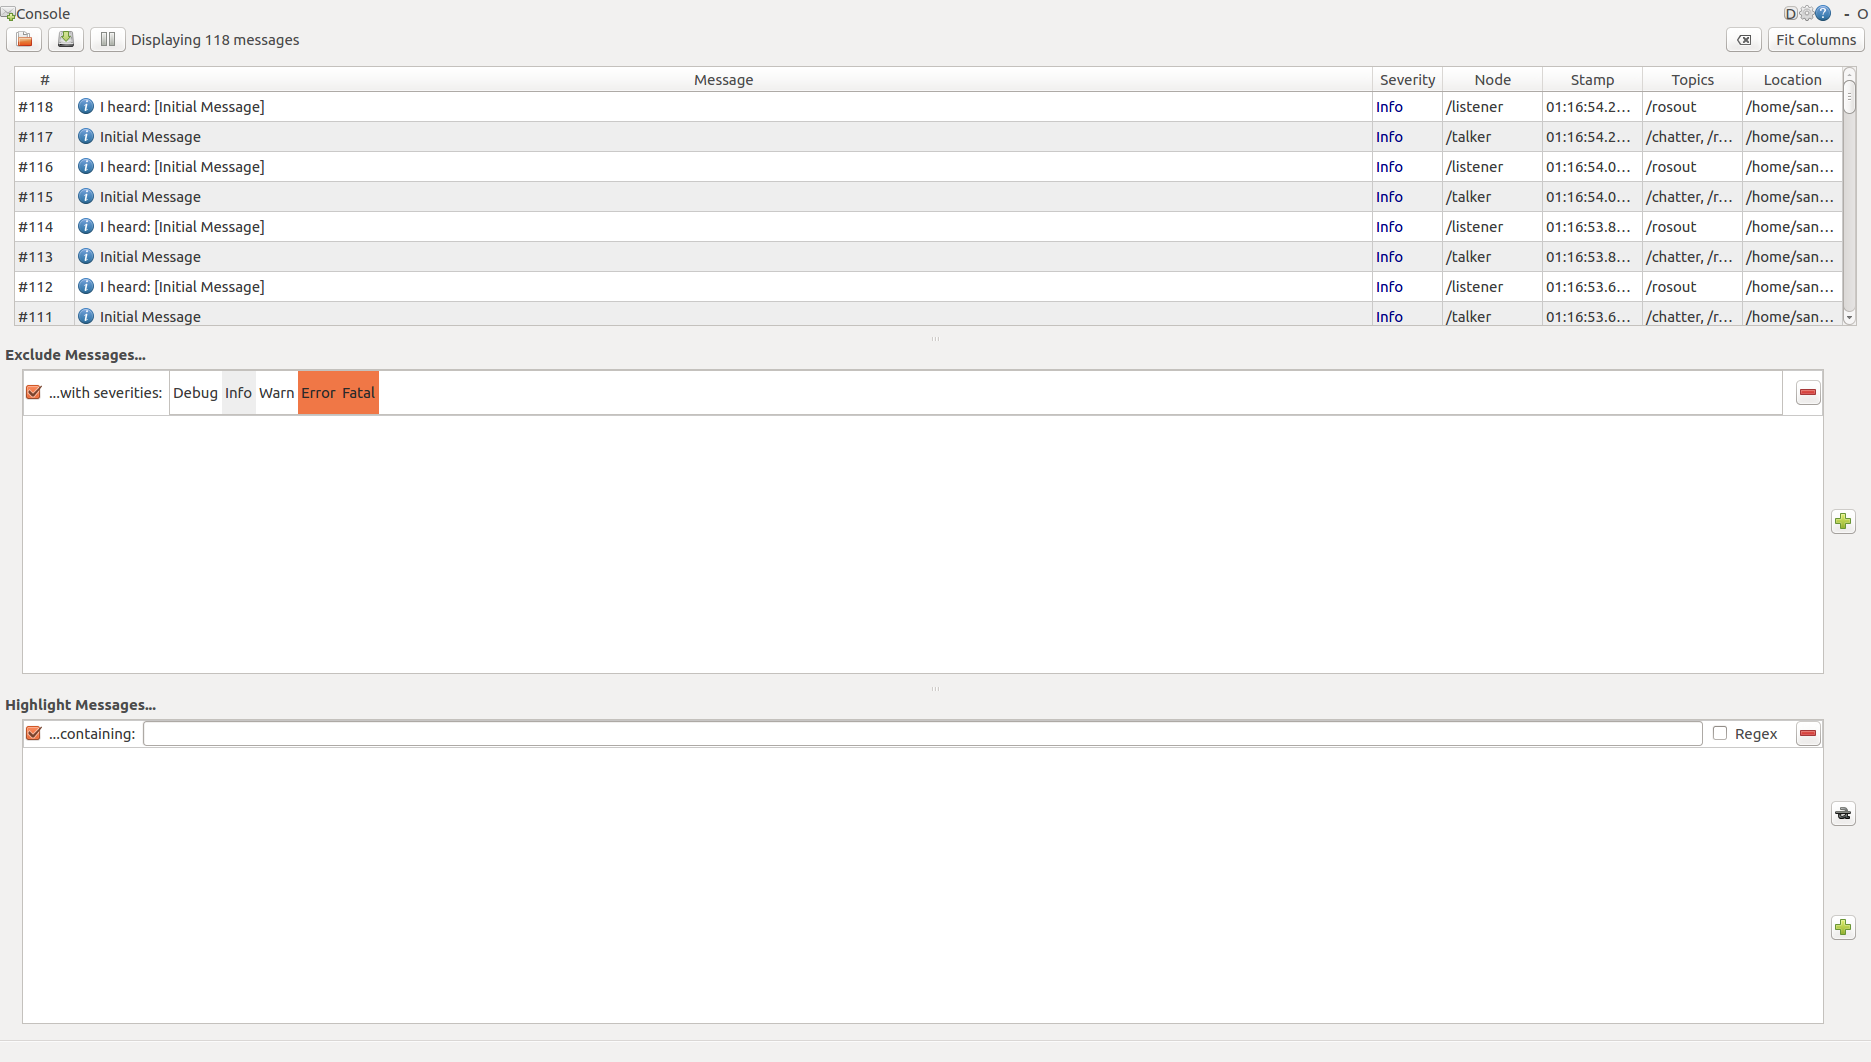 Console D ? - O
Displaying 118 messages Fit Columns
# Message Severity Node Stamp Topics Location
#118 I heard: [Initial Message] Info /listener 01:16:54.2... /rosout /home/san...
#117 Initial Message Info /talker 01:16:54.2... /chatter, /r... /home/san...
#116 I heard: [Initial Message] Info /listener 01:16:54.0... /rosout /home/san...
#115 Initial Message Info /talker 01:16:54.0... /chatter, /r... /home/san...
#114 I heard: [Initial Message] Info /listener 01:16:53.8... /rosout /home/san...
#113 Initial Message Info /talker 01:16:53.8... /chatter, /r... /home/san...
#112 I heard: [Initial Message] Info /listener 01:16:53.6... /rosout /home/san...
#111 Initial Message Info /talker 01:16:53.6... /chatter, /r... /home/san...
Exclude Messages...
...with severities: Debug Info Warn Error Fatal
Highlight Messages...
...containing: Regex